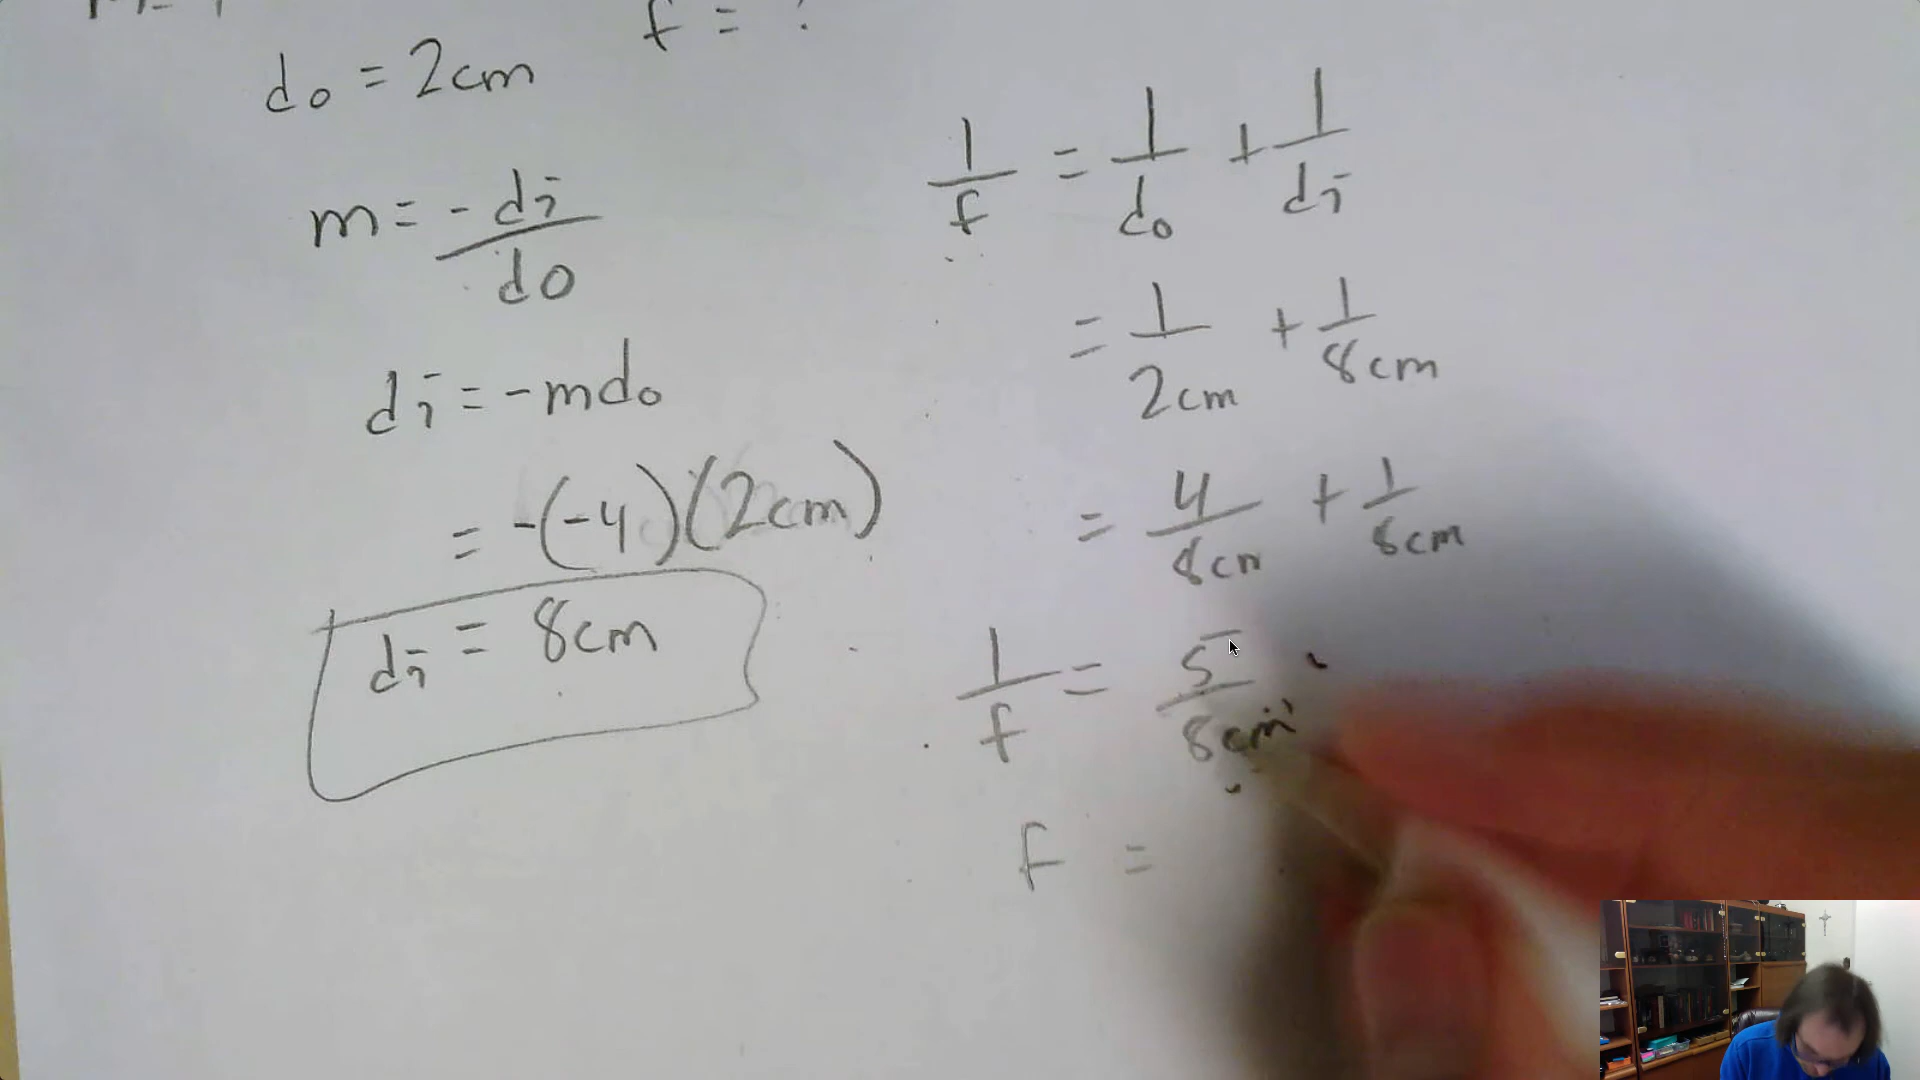 f = ?
do = 2cm
m = -di/do
di = -mdo
= -(-4)(2cm)
di = 8cm
1/f = 1/do + 1/di
= 1/2cm + 1/8cm
= 4/8cm + 1/8cm
1/f = 5/8cm
f =